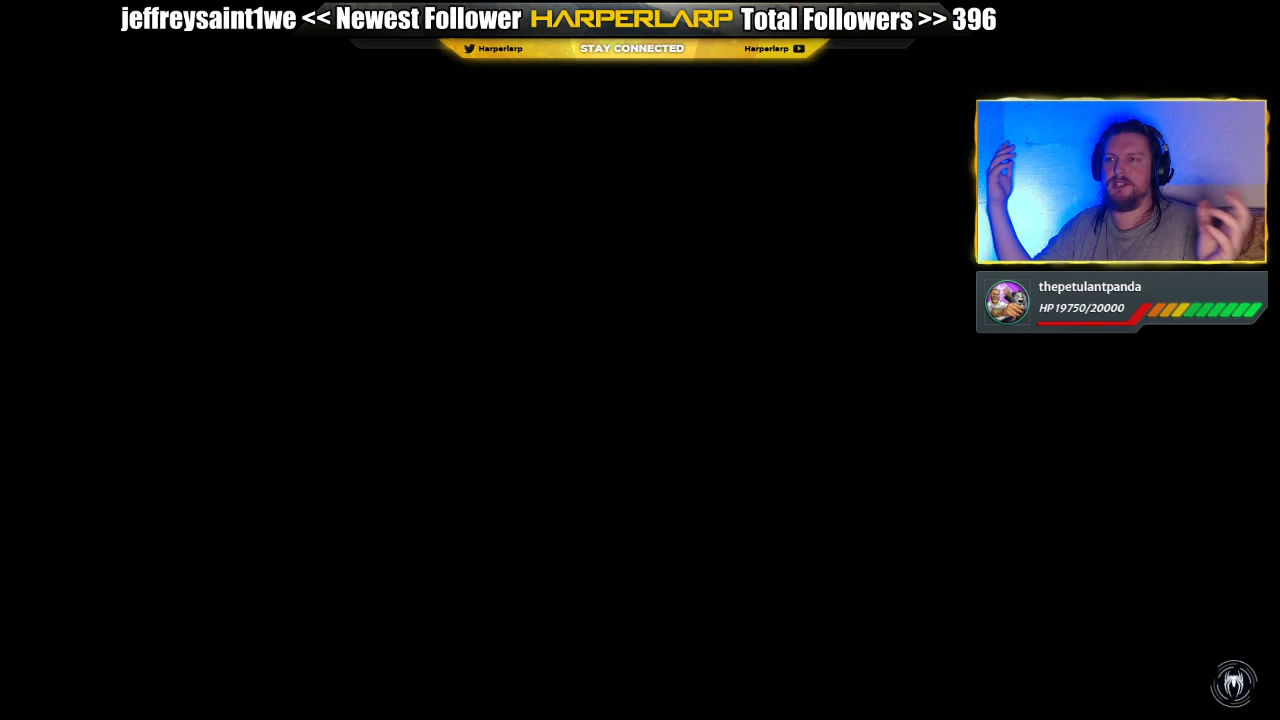 jeffreysaint1we << Newest Follower HARPERLARP Total Followers >> 396
Harperlarp STAY CONNECTED Harperlarp
thepetulantpanda
HP 19750/20000